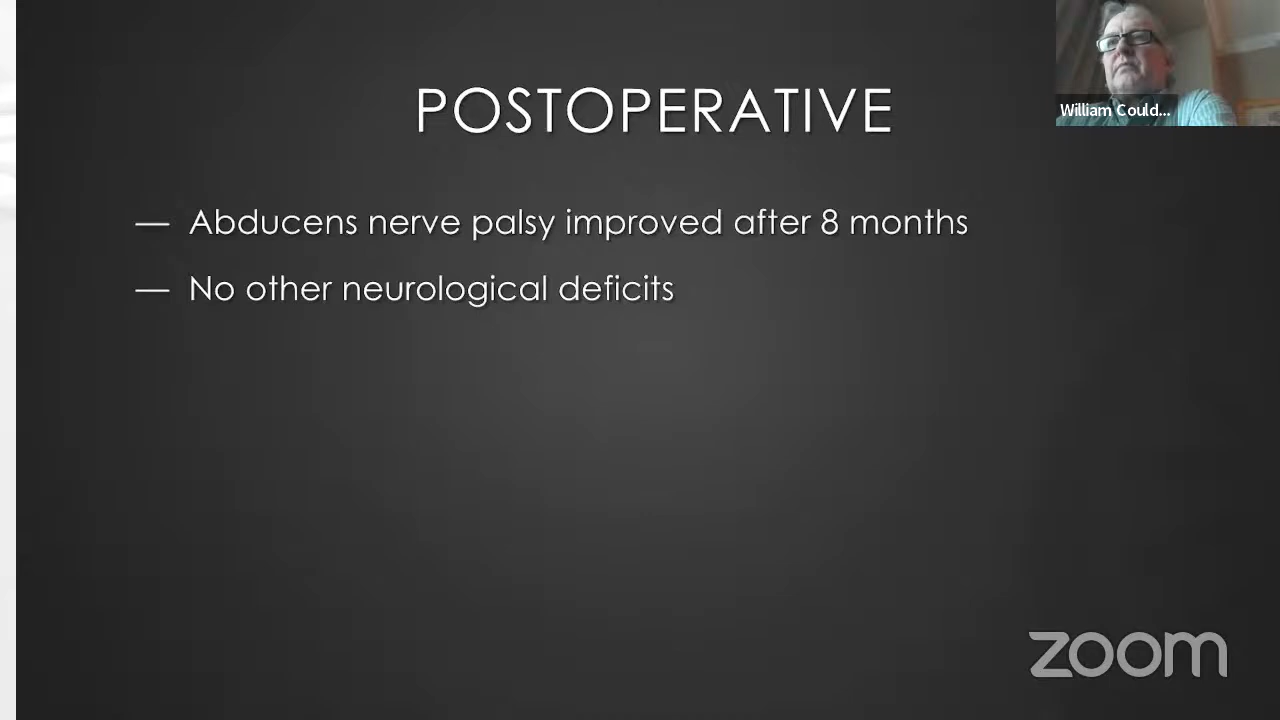 POSTOPERATIVE
William Could...
— Abducens nerve palsy improved after 8 months
— No other neurological deficits
zoom